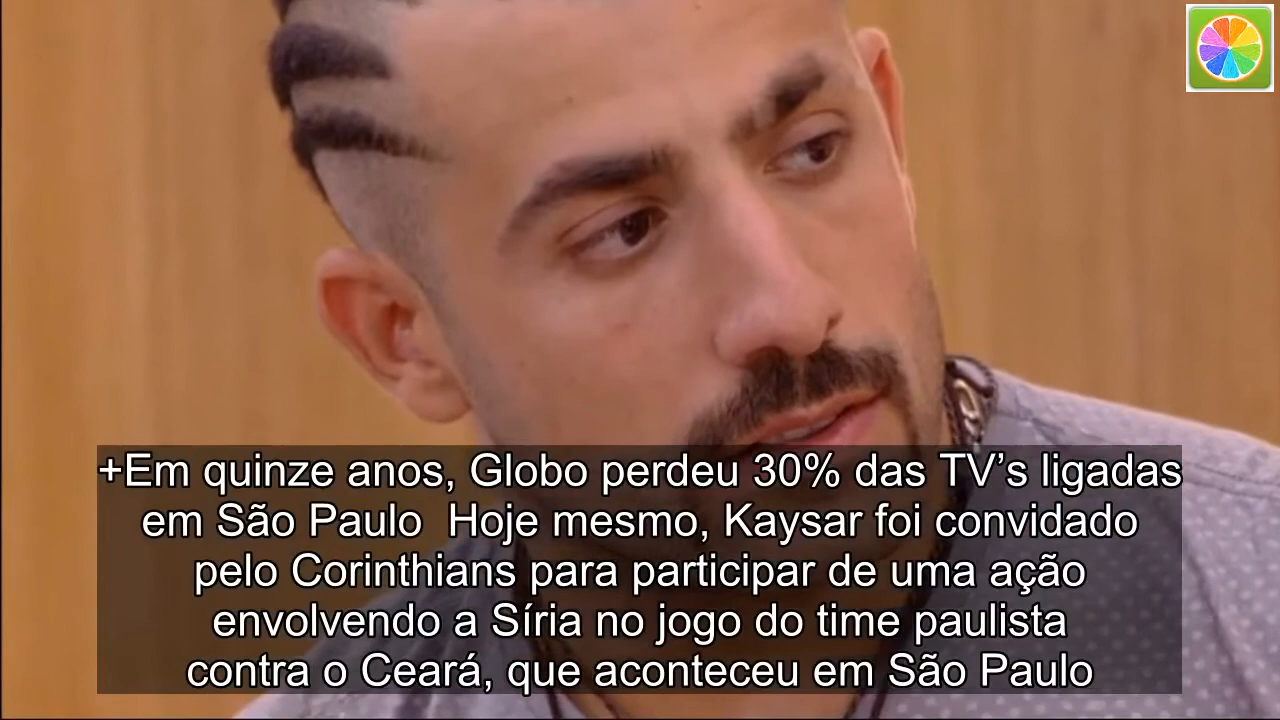 +Em quinze anos, Globo perdeu 30% das TV’s ligadas
em São Paulo  Hoje mesmo, Kaysar foi convidado
pelo Corinthians para participar de uma ação
envolvendo a Síria no jogo do time paulista
contra o Ceará, que aconteceu em São Paulo